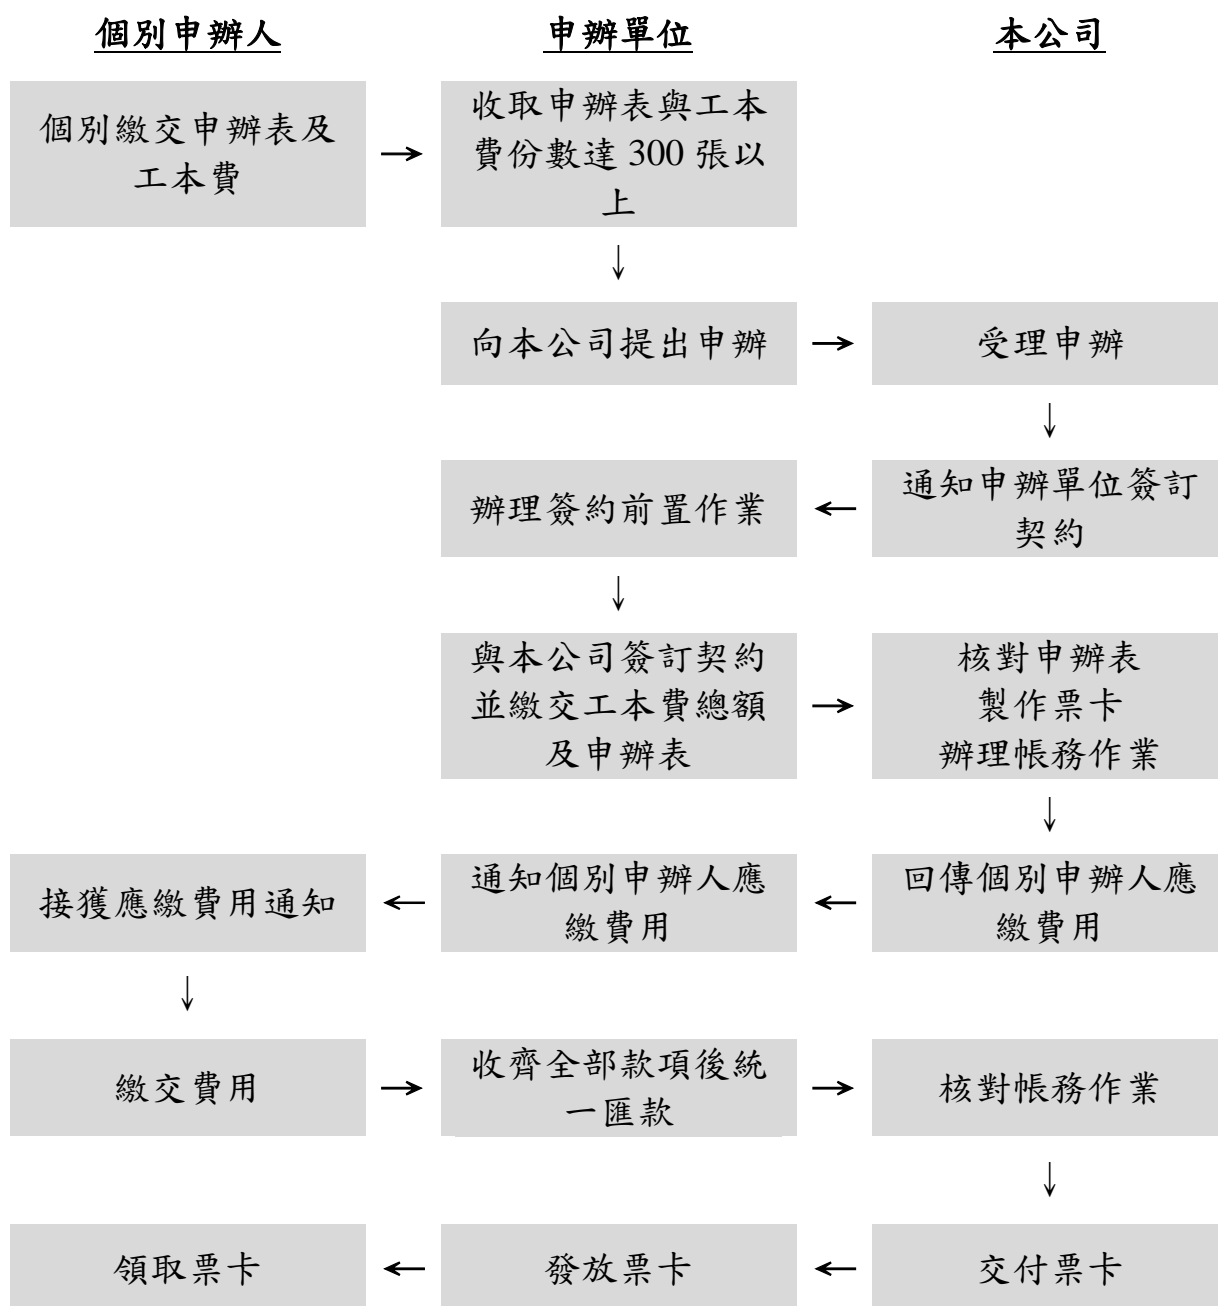 個別申辦人
申辦單位
本公司
個別繳交申辦表及
工本費
→
收取申辦表與工本
費份數達 300 張以
上
↓
向本公司提出申辦
→
受理申辦
↓
通知申辦單位簽訂
契約
←
辦理簽約前置作業
↓
與本公司簽訂契約
並繳交工本費總額
及申辦表
→
核對申辦表
製作票卡
辦理帳務作業
↓
回傳個別申辦人應
繳費用
←
通知個別申辦人應
繳費用
←
接獲應繳費用通知
↓
繳交費用
→
收齊全部款項後統
一匯款
→
核對帳務作業
↓
交付票卡
←
發放票卡
←
領取票卡